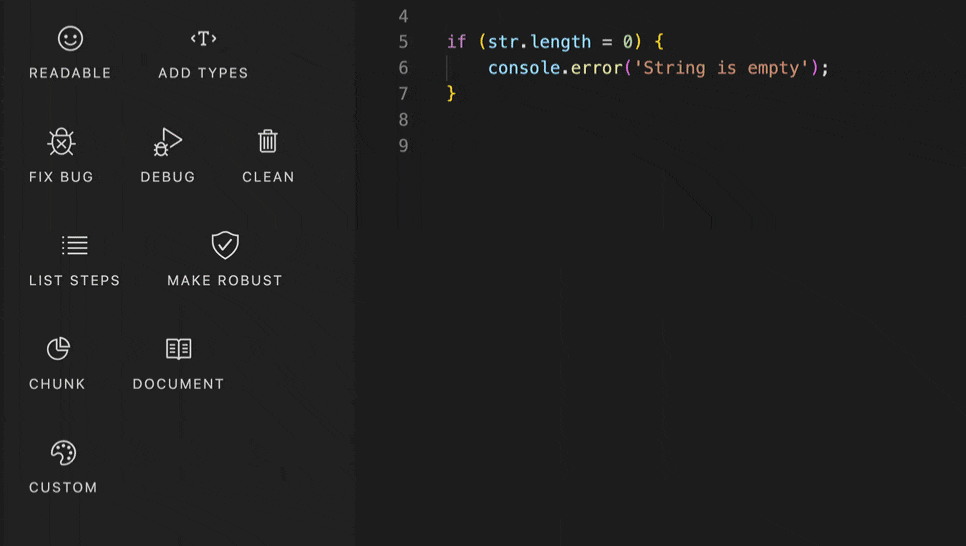 READABLE
ADD TYPES
FIX BUG
DEBUG
CLEAN
LIST STEPS
MAKE ROBUST
CHUNK
DOCUMENT
CUSTOM
4
5 if (str.length = 0) {
6 console.error('String is empty');
7 }
8
9